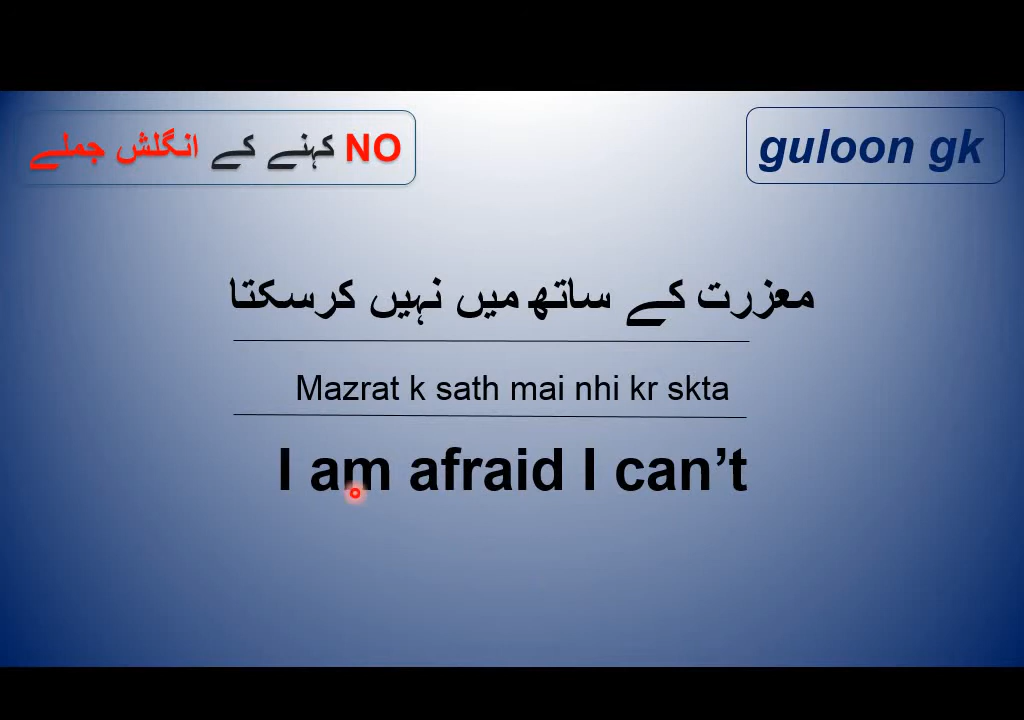 NO کہنے کے انگلش جملے
guloon gk
معزرت کے ساتھ میں نہیں کرسکتا
Mazrat k sath mai nhi kr skta
I am afraid I can’t